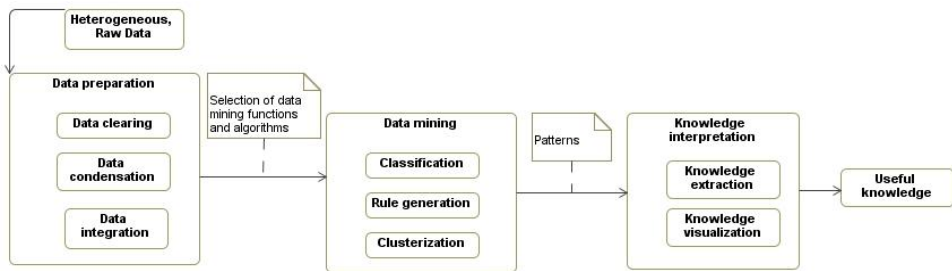 Heterogeneous,
Raw Data
Data preparation
Data clearing
Data
condensation
Data
integration
Selection of data
mining functions
and algorithms
Data mining
Classification
Rule generation
Clusterization
Patterns
Knowledge
interpretation
Knowledge
extraction
Knowledge
visualization
Useful
knowledge